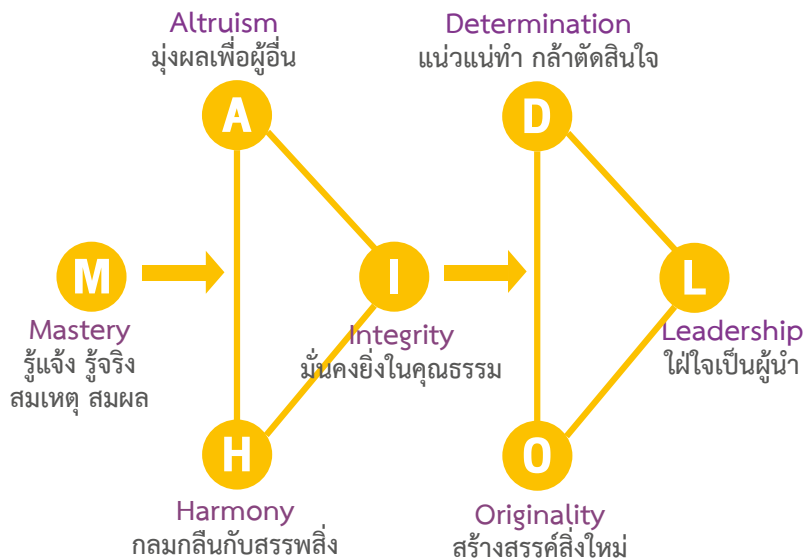 Altruism
มุ่งผลเพื่อผู้อื่น
A
Determination
แน่วแน่ทำ กล้าตัดสินใจ
D
M
Mastery
รู้แจ้ง รู้จริง
สมเหตุ สมผล
I
Integrity
มั่นคงยิ่งในคุณธรรม
L
Leadership
ใฝ่ใจเป็นผู้นำ
H
Harmony
กลมกลืนกับสรรพสิ่ง
O
Originality
สร้างสรรค์สิ่งใหม่